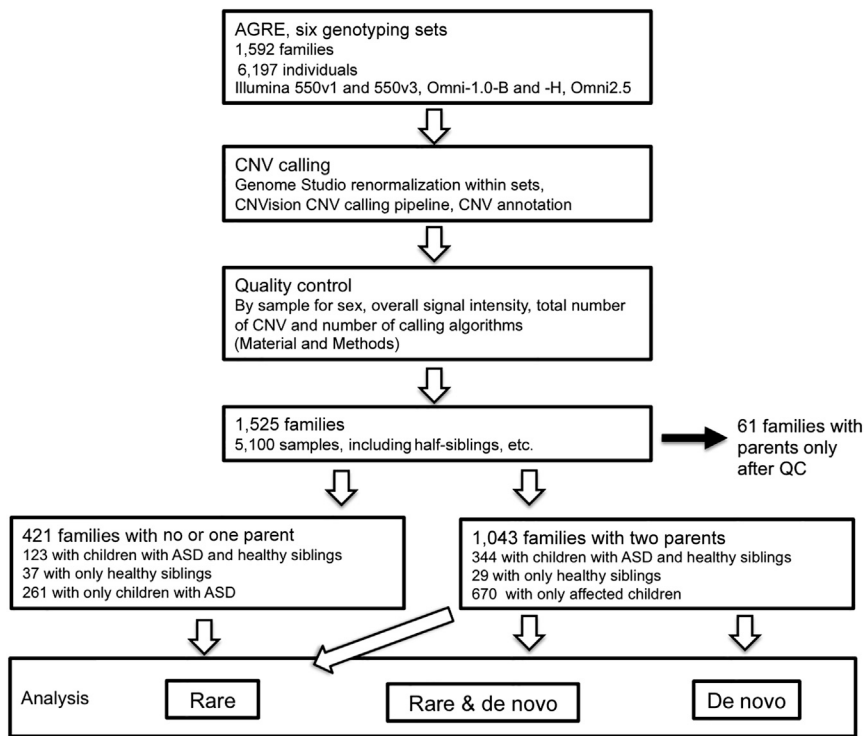 AGRE, six genotyping sets
1,592 families
6,197 individuals
Illumina 550v1 and 550v3, Omni-1.0-B and -H, Omni2.5
CNV calling
Genome Studio renormalization within sets,
CNVision CNV calling pipeline, CNV annotation
Quality control
By sample for sex, overall signal intensity, total number
of CNV and number of calling algorithms
(Material and Methods)
1,525 families
5,100 samples, including half-siblings, etc.
61 families with
parents only
after QC
421 families with no or one parent
123 with children with ASD and healthy siblings
37 with only healthy siblings
261 with only children with ASD
1,043 families with two parents
344 with children with ASD and healthy siblings
29 with only healthy siblings
670 with only affected children
Analysis
Rare
Rare & de novo
De novo